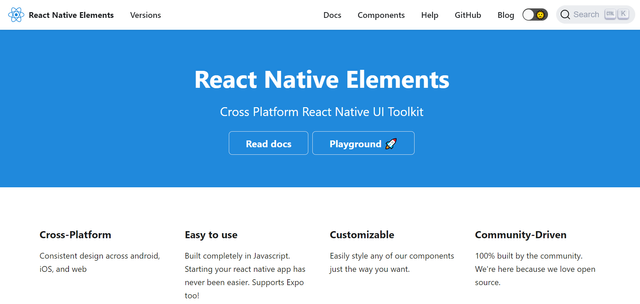 React Native Elements Versions Docs Components Help GitHub Blog Search K
React Native Elements
Cross Platform React Native UI Toolkit
Read docs Playground 🚀
Cross-Platform
Consistent design across android,
iOS, and web
Easy to use
Built completely in Javascript.
Starting your react native app has
never been easier. Supports Expo
too!
Customizable
Easily style any of our components
just the way you want.
Community-Driven
100% built by the community.
We're here because we love open
source.